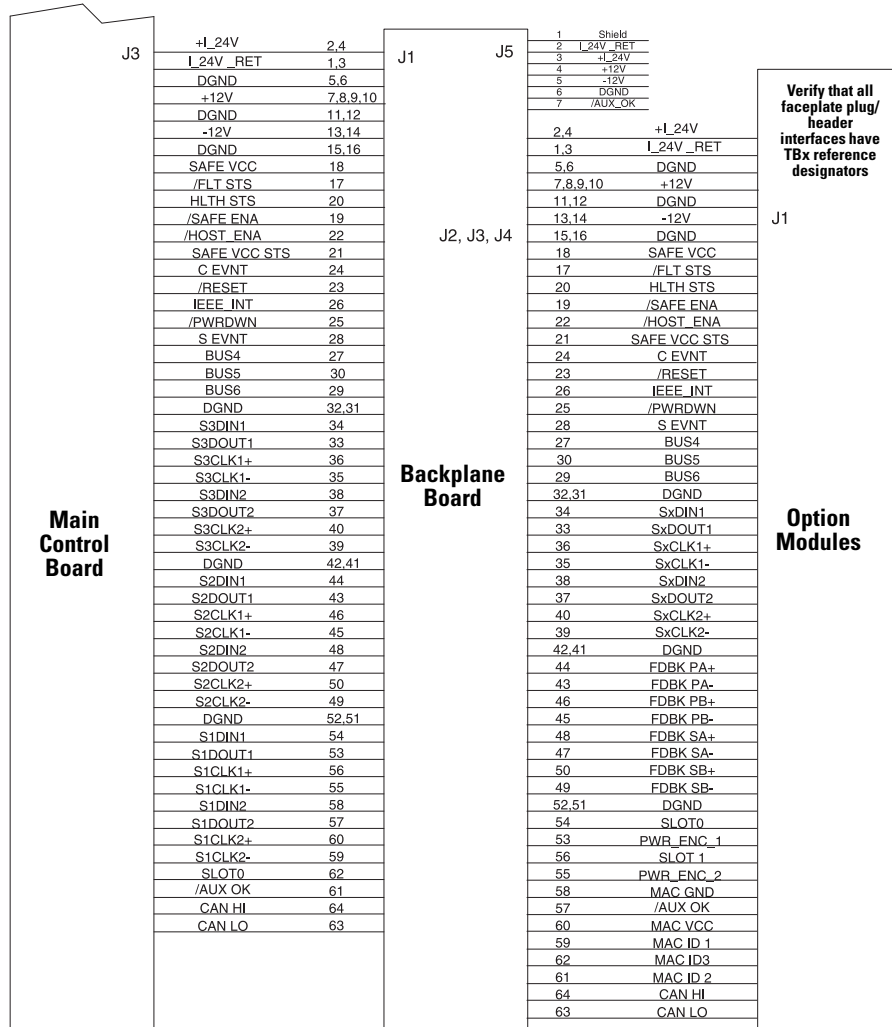 J3
+I_24V 2,4
I_24V _RET 1,3
DGND 5,6
+12V 7,8,9,10
DGND 11,12
-12V 13,14
DGND 15,16
SAFE VCC 18
/FLT STS 17
HLTH STS 20
/SAFE ENA 19
/HOST_ENA 22
SAFE VCC STS 21
C EVNT 24
/RESET 23
IEEE_INT 26
/PWRDWN 25
S EVNT 28
BUS4 27
BUS5 30
BUS6 29
DGND 32,31
S3DIN1 34
S3DOUT1 33
S3CLK1+ 36
S3CLK1- 35
S3DIN2 38
S3DOUT2 37
S3CLK2+ 40
S3CLK2- 39
DGND 42,41
S2DIN1 44
S2DOUT1 43
S2CLK1+ 46
S2CLK1- 45
S2DIN2 48
S2DOUT2 47
S2CLK2+ 50
S2CLK2- 49
DGND 52,51
S1DIN1 54
S1DOUT1 53
S1CLK1+ 56
S1CLK1- 55
S1DIN2 58
S1DOUT2 57
S1CLK2+ 60
S1CLK2- 59
SLOT0 62
/AUX OK 61
CAN HI 64
CAN LO 63
Main
Control
Board
J1
J5
J2, J3, J4
Backplane
Board
1 Shield
2 I_24V _RET
3 +I_24V
4 +12V
5 -12V
6 DGND
7 /AUX_OK
2,4 +I_24V
1,3 I_24V _RET
5,6 DGND
7,8,9,10 +12V
11,12 DGND
13,14 -12V
15,16 DGND
18 SAFE VCC
17 /FLT STS
20 HLTH STS
19 /SAFE ENA
22 /HOST_ENA
21 SAFE VCC STS
24 C EVNT
23 /RESET
26 IEEE_INT
25 /PWRDWN
28 S EVNT
27 BUS4
30 BUS5
29 BUS6
32,31 DGND
34 SxDIN1
33 SxDOUT1
36 SxCLK1+
35 SxCLK1-
38 SxDIN2
37 SxDOUT2
40 SxCLK2+
39 SxCLK2-
42,41 DGND
44 FDBK PA+
43 FDBK PA-
46 FDBK PB+
45 FDBK PB-
48 FDBK SA+
47 FDBK SA-
50 FDBK SB+
49 FDBK SB-
52,51 DGND
54 SLOT0
53 PWR_ENC_1
56 SLOT 1
55 PWR_ENC_2
58 MAC GND
57 /AUX OK
60 MAC VCC
59 MAC ID 1
62 MAC ID3
61 MAC ID 2
64 CAN HI
63 CAN LO
Verify that all
faceplate plug/
header
interfaces have
TBx reference
designators
J1
Option
Modules